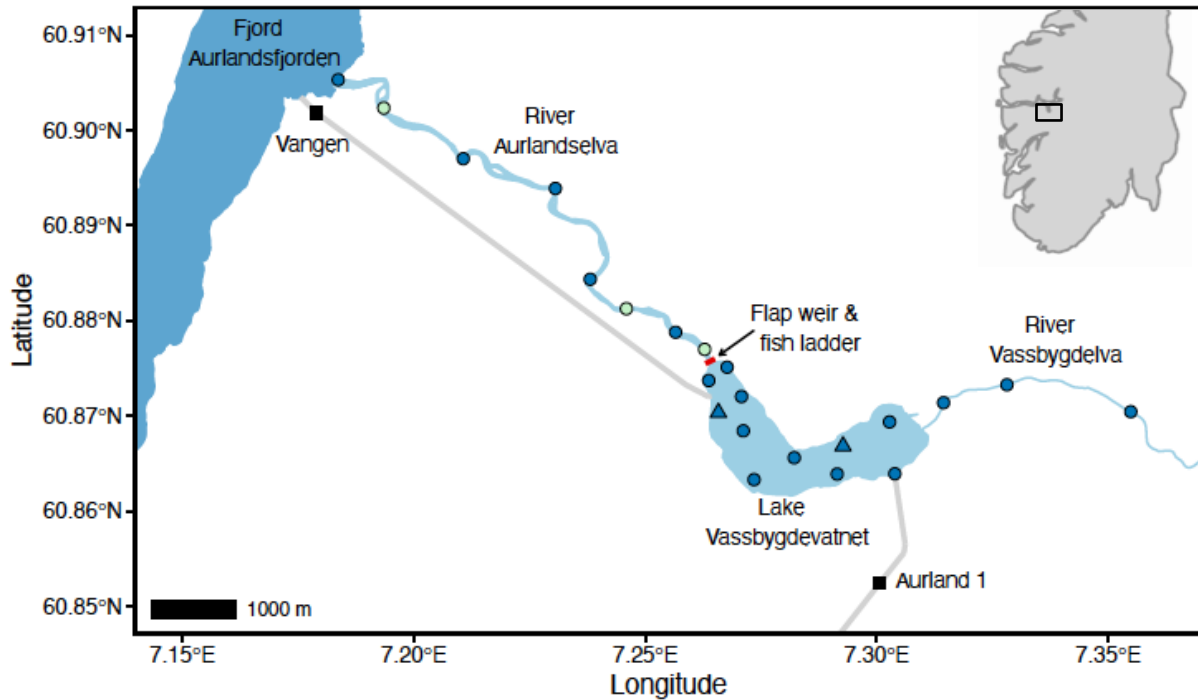 60.91°N
60.90°N
60.89°N
60.88°N
60.87°N
60.86°N
60.85°N
Latitude
Fjord
Aurlandsfjorden
Vangen
River
Aurlandselva
Flap weir &
fish ladder
River
Vassbygdelva
Lake
Vassbygdevatnet
Aurland 1
1000 m
7.15°E
7.20°E
7.25°E
7.30°E
7.35°E
Longitude